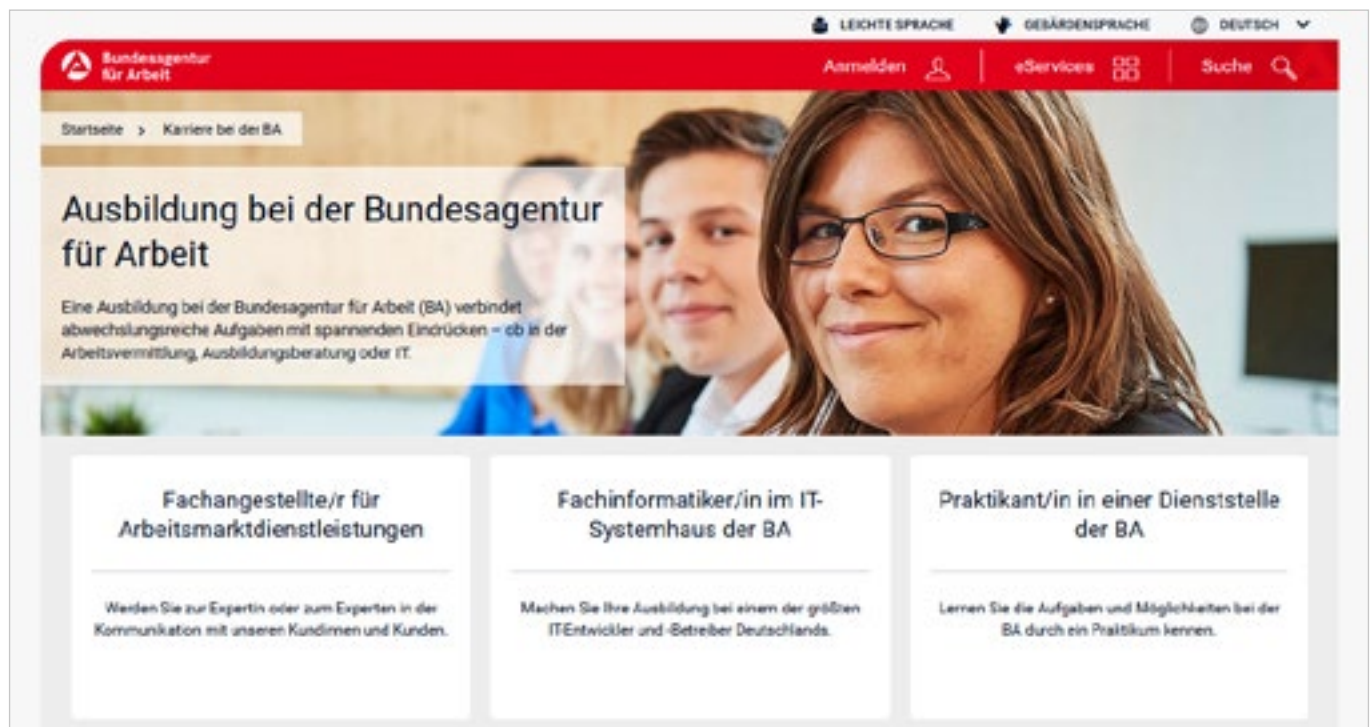 LEICHTE SPRACHE GEBÄRDENSPRACHE DEUTSCH
Bundesagentur
für Arbeit
Anmelden eServices Suche
Startseite > Karriere bei der BA
Ausbildung bei der Bundesagentur
für Arbeit
Eine Ausbildung bei der Bundesagentur für Arbeit (BA) verbindet
abwechslungsreiche Aufgaben mit spannenden Eindrücken – ob in der
Arbeitsvermittlung, Ausbildungsberatung oder IT.
Fachangestellte/r für
Arbeitsmarktdienstleistungen
Werden Sie zur Expertin oder zum Experten in der
Kommunikation mit unseren Kundinnen und Kunden.
Fachinformatiker/in im IT-
Systemhaus der BA
Machen Sie Ihre Ausbildung bei einem der größten
IT-Entwickler und -Betreiber Deutschlands.
Praktikant/in in einer Dienststelle
der BA
Lernen Sie die Aufgaben und Möglichkeiten bei der
BA durch ein Praktikum kennen.